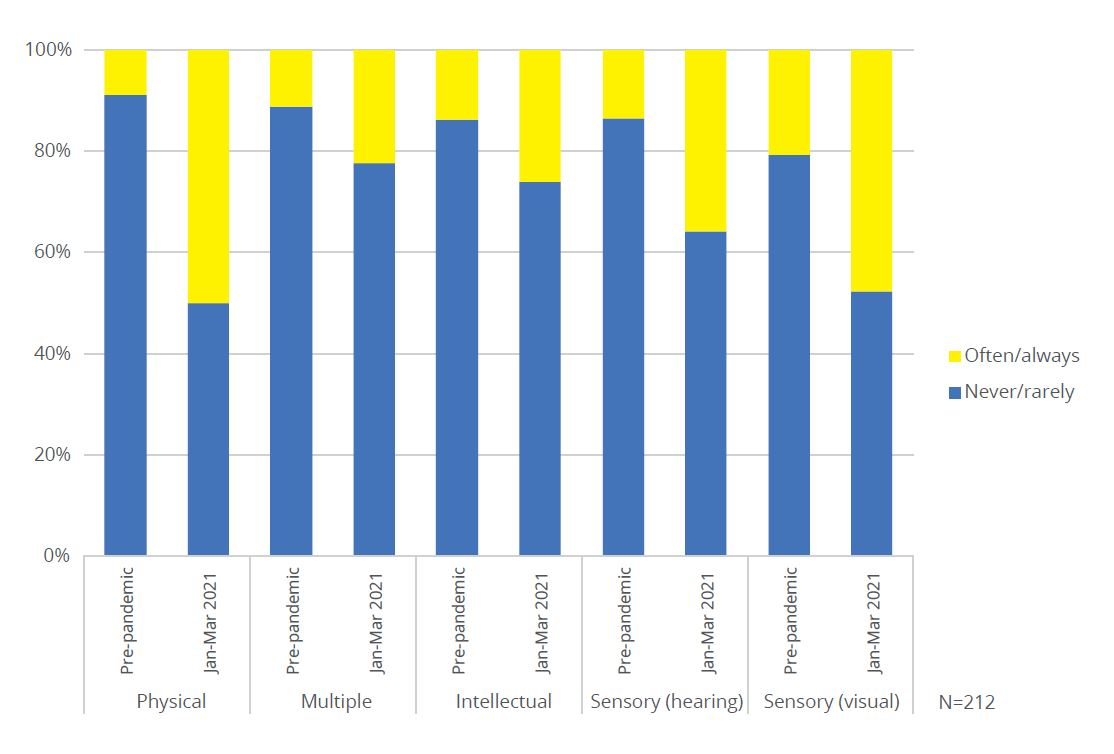 100%
80%
60%
40%
20%
0%
Often/always
Never/rarely
Pre-pandemic
Jan-Mar 2021
Pre-pandemic
Jan-Mar 2021
Pre-pandemic
Jan-Mar 2021
Pre-pandemic
Jan-Mar 2021
Pre-pandemic
Jan-Mar 2021
Physical
Multiple
Intellectual
Sensory (hearing)
Sensory (visual)
N=212